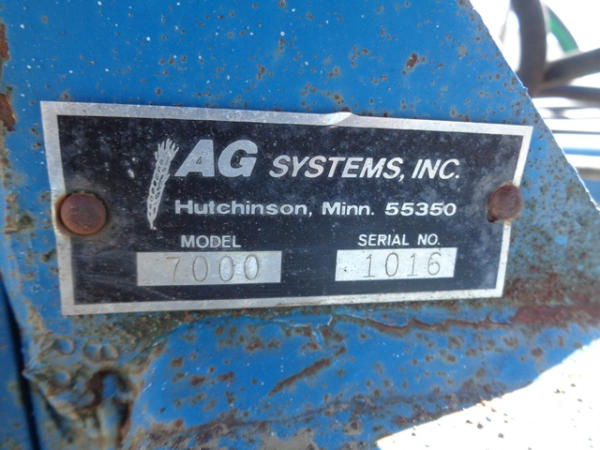 AG SYSTEMS, INC.
Hutchinson, Minn. 55350
MODEL SERIAL NO.
7000 1016